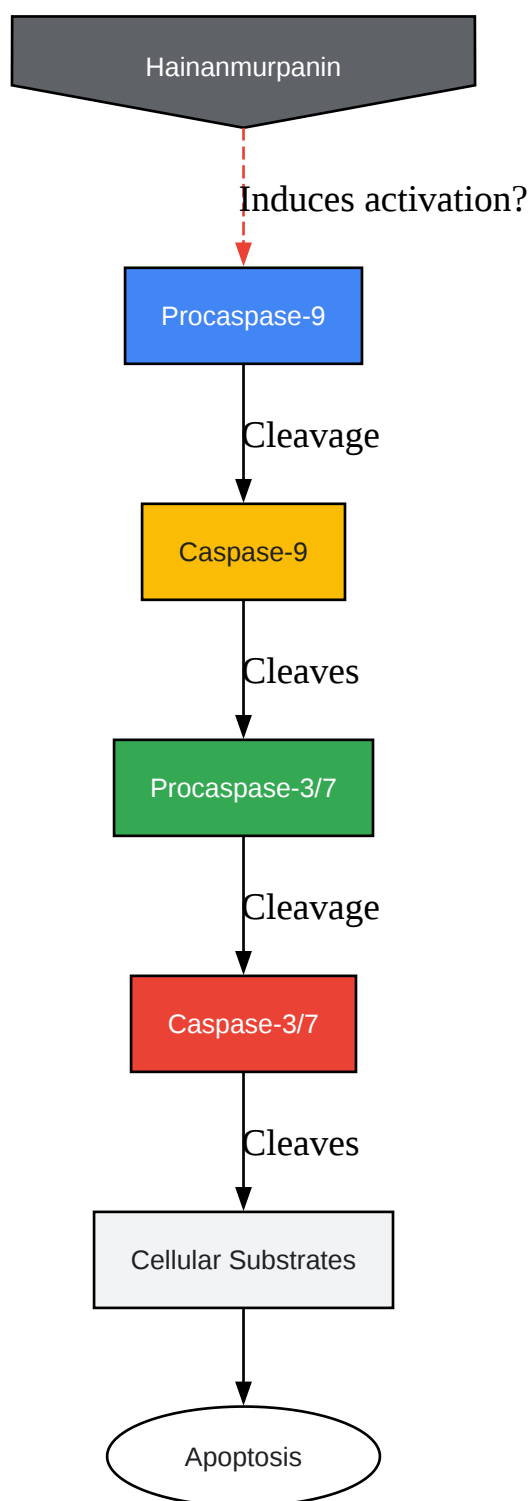 Hainanmurpanin
Induces activation?
Procaspase-9
Cleavage
Caspase-9
Cleaves
Procaspase-3/7
Cleavage
Caspase-3/7
Cleaves
Cellular Substrates
Apoptosis